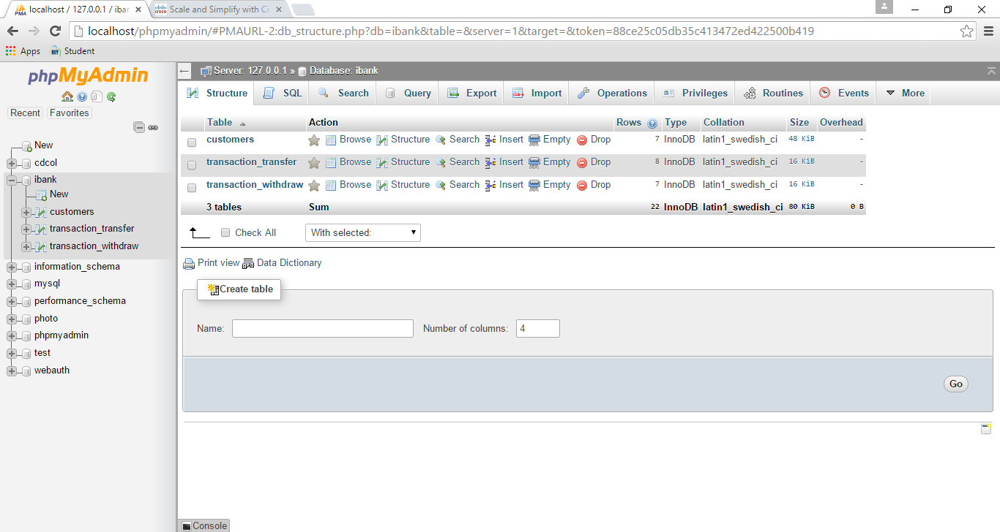 localhost / 127.0.0.1 / iban
Scale and Simplify with Ci
localhost/phpmyadmin/#PMAURL-2:db_structure.php?db=ibank&table=&server=1&target=&token=88ce25c05db35c413472ed422500b419
Apps Student
phpMyAdmin
Recent Favorites
New
cdcol
ibank
New
customers
transaction_transfer
transaction_withdraw
information_schema
mysql
performance_schema
photo
phpmyadmin
test
webauth
Server: 127.0.0.1 » Database: ibank
Structure SQL Search Query Export Import Operations Privileges Routines Events More
Table Action Rows Type Collation Size Overhead
customers Browse Structure Search Insert Empty Drop 7 InnoDB latin1_swedish_ci 48 KiB -
transaction_transfer Browse Structure Search Insert Empty Drop 8 InnoDB latin1_swedish_ci 16 KiB -
transaction_withdraw Browse Structure Search Insert Empty Drop 7 InnoDB latin1_swedish_ci 16 KiB -
3 tables Sum 22 InnoDB latin1_swedish_ci 80 KiB 0 B
Check All With selected:
Print view Data Dictionary
Create table
Name: Number of columns: 4
Go
Console